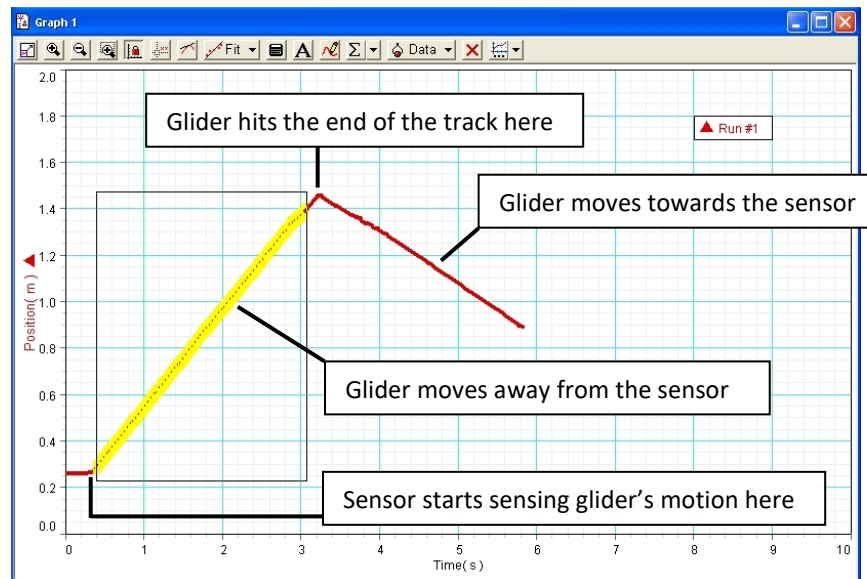 Graph 1
Fit
A
Σ
Data
2.0
1.8
1.6
1.4
1.2
1.0
0.8
0.6
0.4
0.2
0.0
Position( m )
Glider hits the end of the track here
Run #1
Glider moves towards the sensor
Glider moves away from the sensor
Sensor starts sensing glider’s motion here
0 1 2 3 4 5 6 7 8 9 10
Time( s )